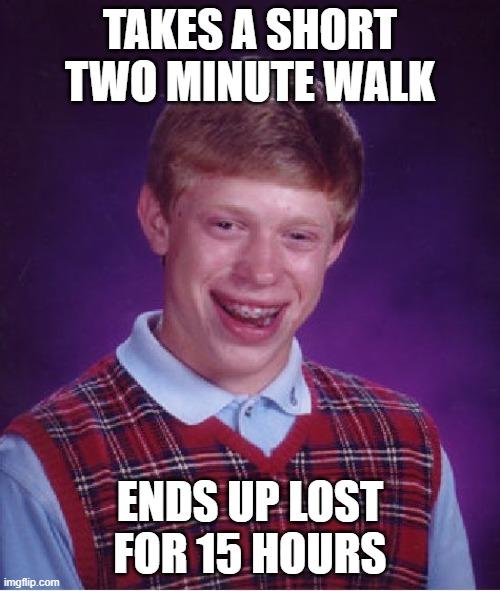 TAKES A SHORT
TWO MINUTE WALK
ENDS UP LOST
FOR 15 HOURS
imgflip.com